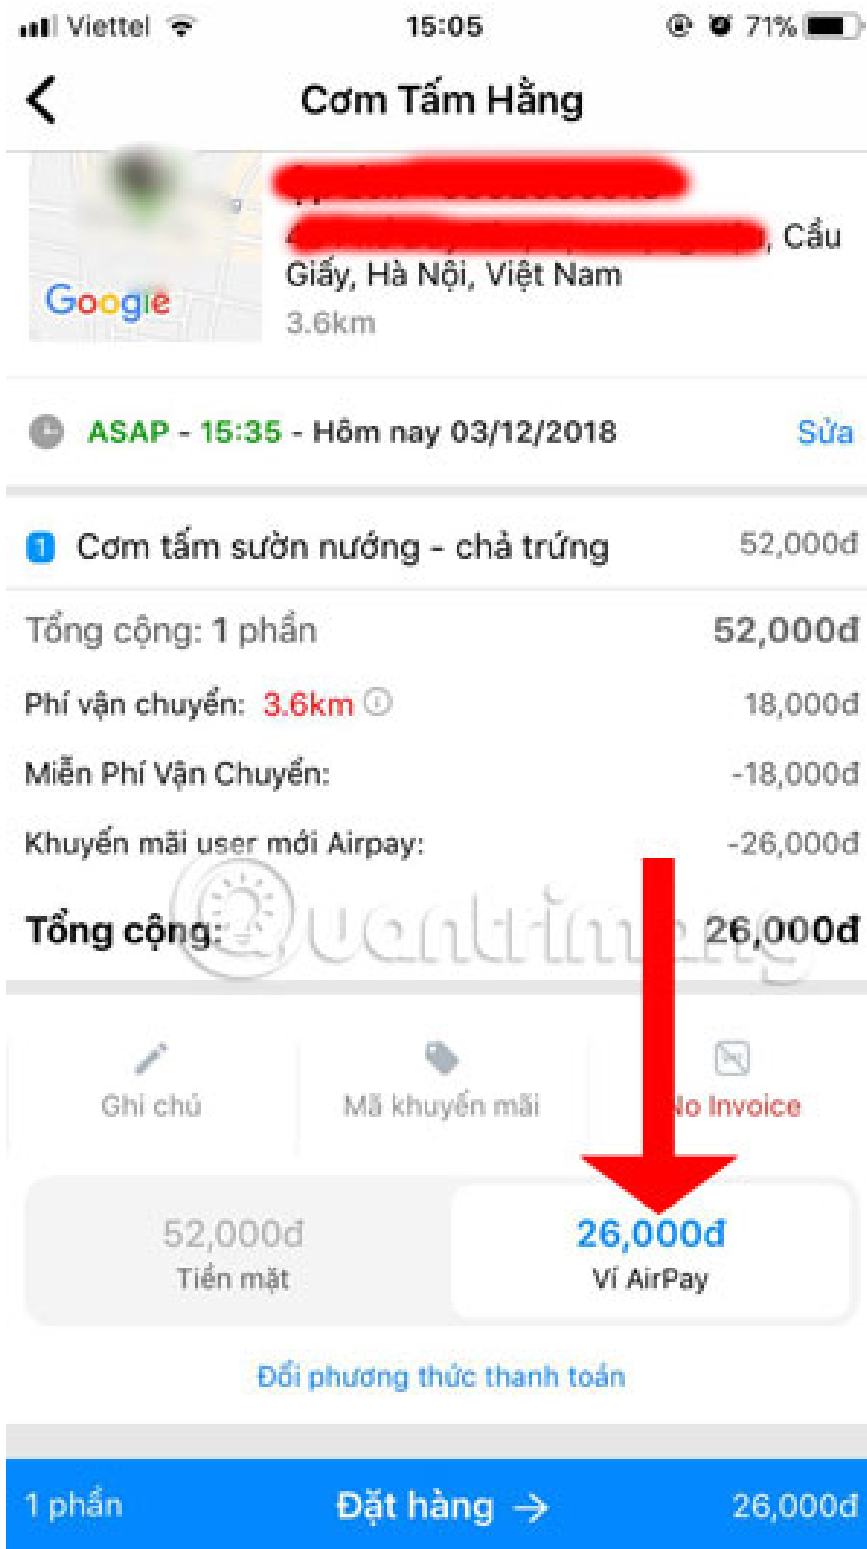 Viettel 15:05 71%
Cơm Tấm Hằng
Google
, Cầu
Giấy, Hà Nội, Việt Nam
3.6km
ASAP - 15:35 - Hôm nay 03/12/2018 Sửa
1 Cơm tấm sườn nướng - chả trứng 52,000đ
Tổng cộng: 1 phần 52,000đ
Phí vận chuyển: 3.6km 18,000đ
Miễn Phí Vận Chuyển: -18,000đ
Khuyến mãi user mới Airpay: -26,000đ
Tổng cộng: 26,000đ
Quantrimang
Ghi chú Mã khuyến mãi No Invoice
52,000đ 26,000đ
Tiền mặt Ví AirPay
Đổi phương thức thanh toán
1 phần Đặt hàng → 26,000đ